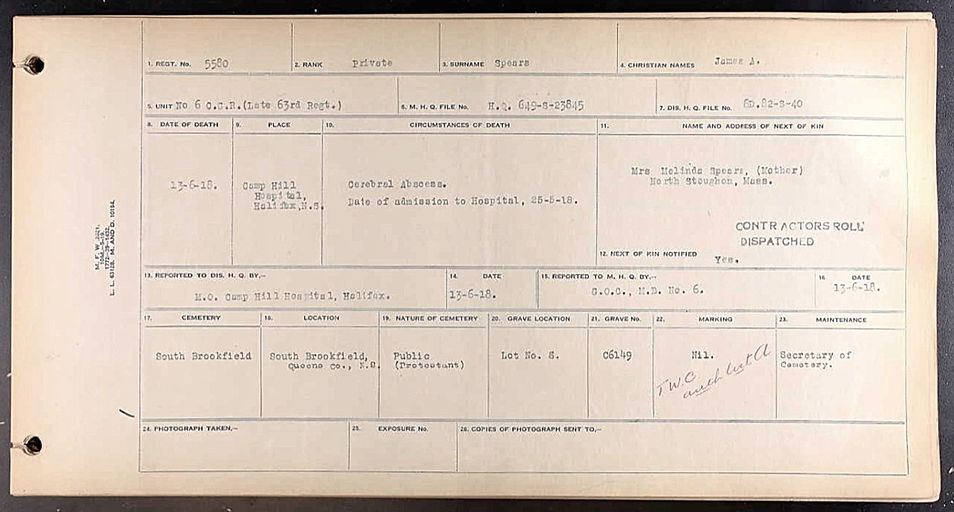 1. REGT. No. 5580
2. RANK Private
3. SURNAME Spears
4. CHRISTIAN NAMES James A.
5. UNIT No 6 C.G.R.(Late 63rd Regt.)
6. M. H. Q. FILE No. H.Q. 649-S-23845
7. DIS. H. Q. FILE No. 6D.82-S-40
8. DATE OF DEATH
9. PLACE
10. CIRCUMSTANCES OF DEATH
11. NAME AND ADDRESS OF NEXT OF KIN
13-6-18.
Camp Hill
Hospital,
Halifax,N.S.
Cerebral Abscess.
Date of admission to Hospital, 25-5-18.
Mrs Melinda Spears, (Mother)
North Stoughon, Mass.
CONTRACTORS ROLL
DISPATCHED
12. NEXT OF KIN NOTIFIED Yes.
13. REPORTED TO DIS. H. Q. BY,—
14. DATE
15. REPORTED TO M. H. Q. BY,—
16. DATE
M.O. Camp Hill Hospital, Halifax.
13-6-18.
G.O.C., M.D. No. 6.
13-6-18.
17. CEMETERY
18. LOCATION
19. NATURE OF CEMETERY
20. GRAVE LOCATION
21. GRAVE No.
22. MARKING
23. MAINTENANCE
South Brookfield
South Brookfield,
Queens co., N.S.
Public
(Protestant)
Lot No. S.
C6149
Nil.
Secretary of
Cemetery.
I.W.C
24. PHOTOGRAPH TAKEN,—
25. EXPOSURE No.
26. COPIES OF PHOTOGRAPH SENT TO,—